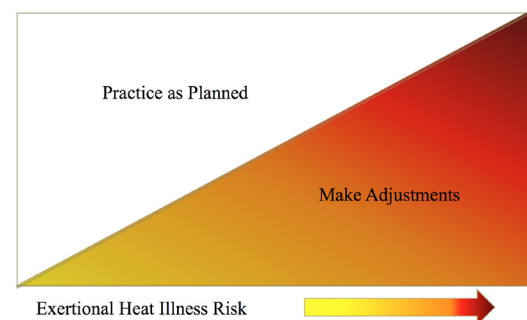 Practice as Planned
Make Adjustments
Exertional Heat Illness Risk